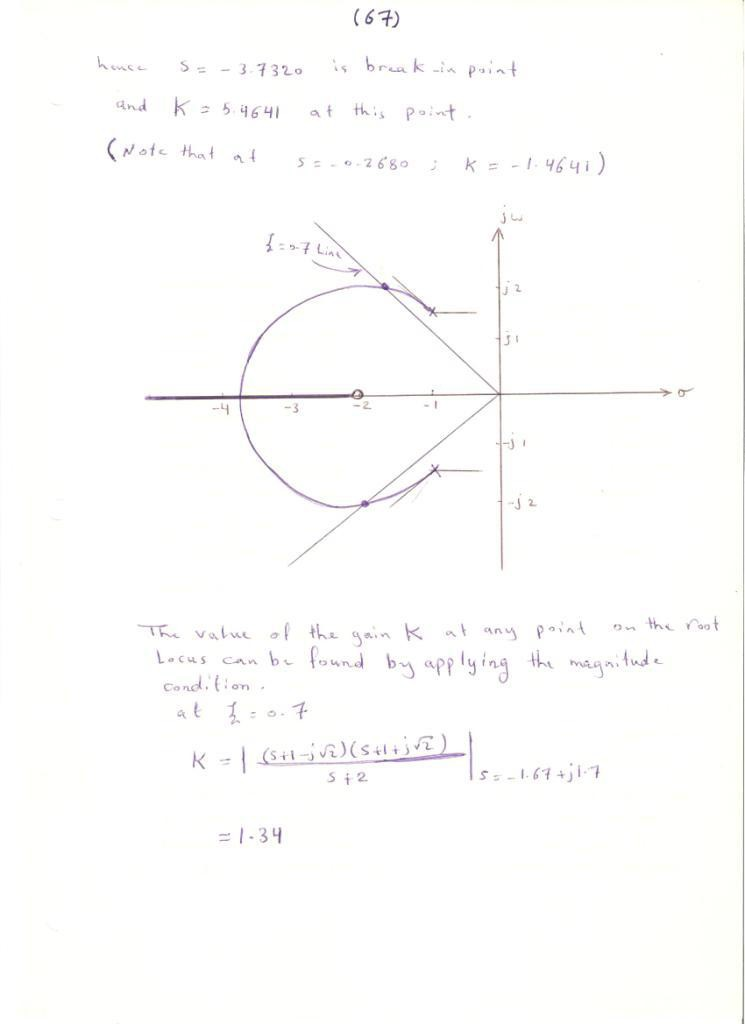 (67)
hence S = - 3.7320 is break-in point
and K = 5.4641 at this point.
(Note that at S = -0.2680 ; K = -1.4641)
jω
ξ = 0.7 Line
j2
j1
-4 -3 -2 -1 σ
-j1
-j2
The value of the gain K at any point on the root
Locus can be found by applying the magnitude
condition.
at ξ = 0.7
K = | (S+1-j√2)(S+1+j√2) / S+2 | S = -1.67 + j1.7
= 1.34